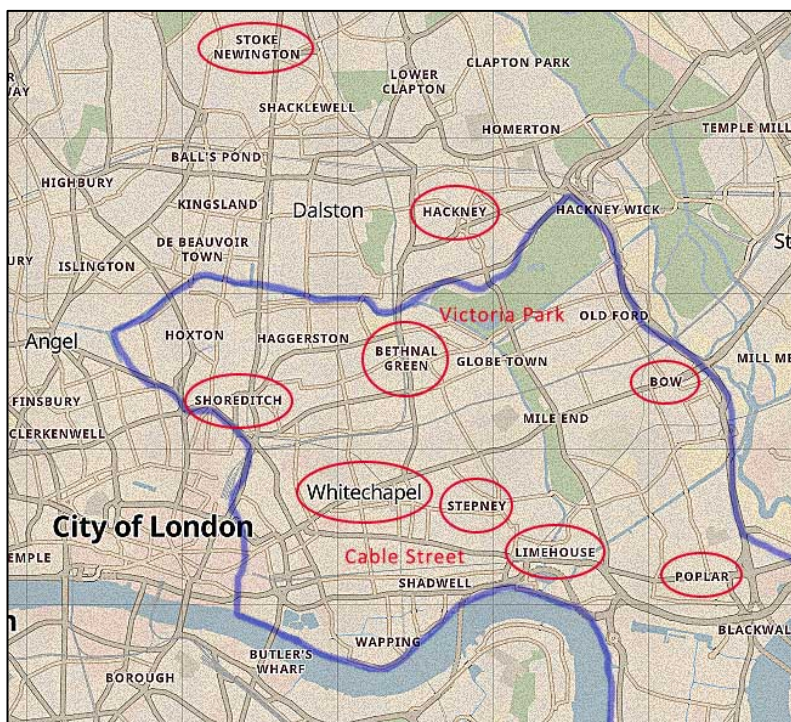 STOKE
NEWINGTON
CLAPTON PARK
LOWER
CLAPTON
WAY
SHACKLEWELL
HOMERTON
TEMPLE MILL
BALL'S POND
HIGHBURY
KINGSLAND
Dalston
HACKNEY
HACKNEY WICK
DE BEAUVOIR
TOWN
URY
ISLINGTON
St
Victoria Park
OLD FORD
Angel
HOXTON
HAGGERSTON
BETHNAL
GREEN
GLOBE TOWN
MILL ME
BOW
FINSBURY
SHOREDITCH
MILE END
CLERKENWELL
Whitechapel
STEPNEY
City of London
Cable Street
LIMEHOUSE
EMPLE
SHADWELL
POPLAR
n
BUTLER'S
WHARF
WAPPING
BLACKWAL
BOROUGH